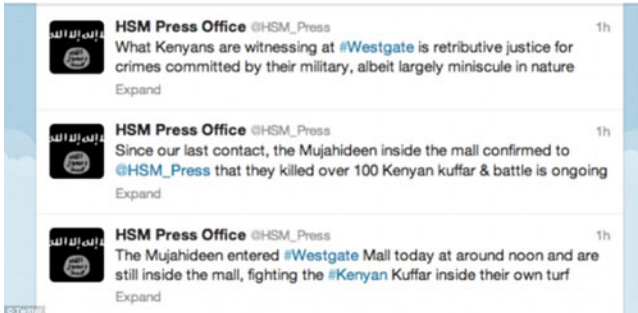 HSM Press Office @HSM_Press 1h
What Kenyans are witnessing at #Westgate is retributive justice for
crimes committed by their military, albeit largely miniscule in nature
Expand
HSM Press Office @HSM_Press 1h
Since our last contact, the Mujahideen inside the mall confirmed to
@HSM_Press that they killed over 100 Kenyan kuffar & battle is ongoing
Expand
HSM Press Office @HSM_Press 1h
The Mujahideen entered #Westgate Mall today at around noon and are
still inside the mall, fighting the #Kenyan Kuffar inside their own turf
Expand
© Twitter